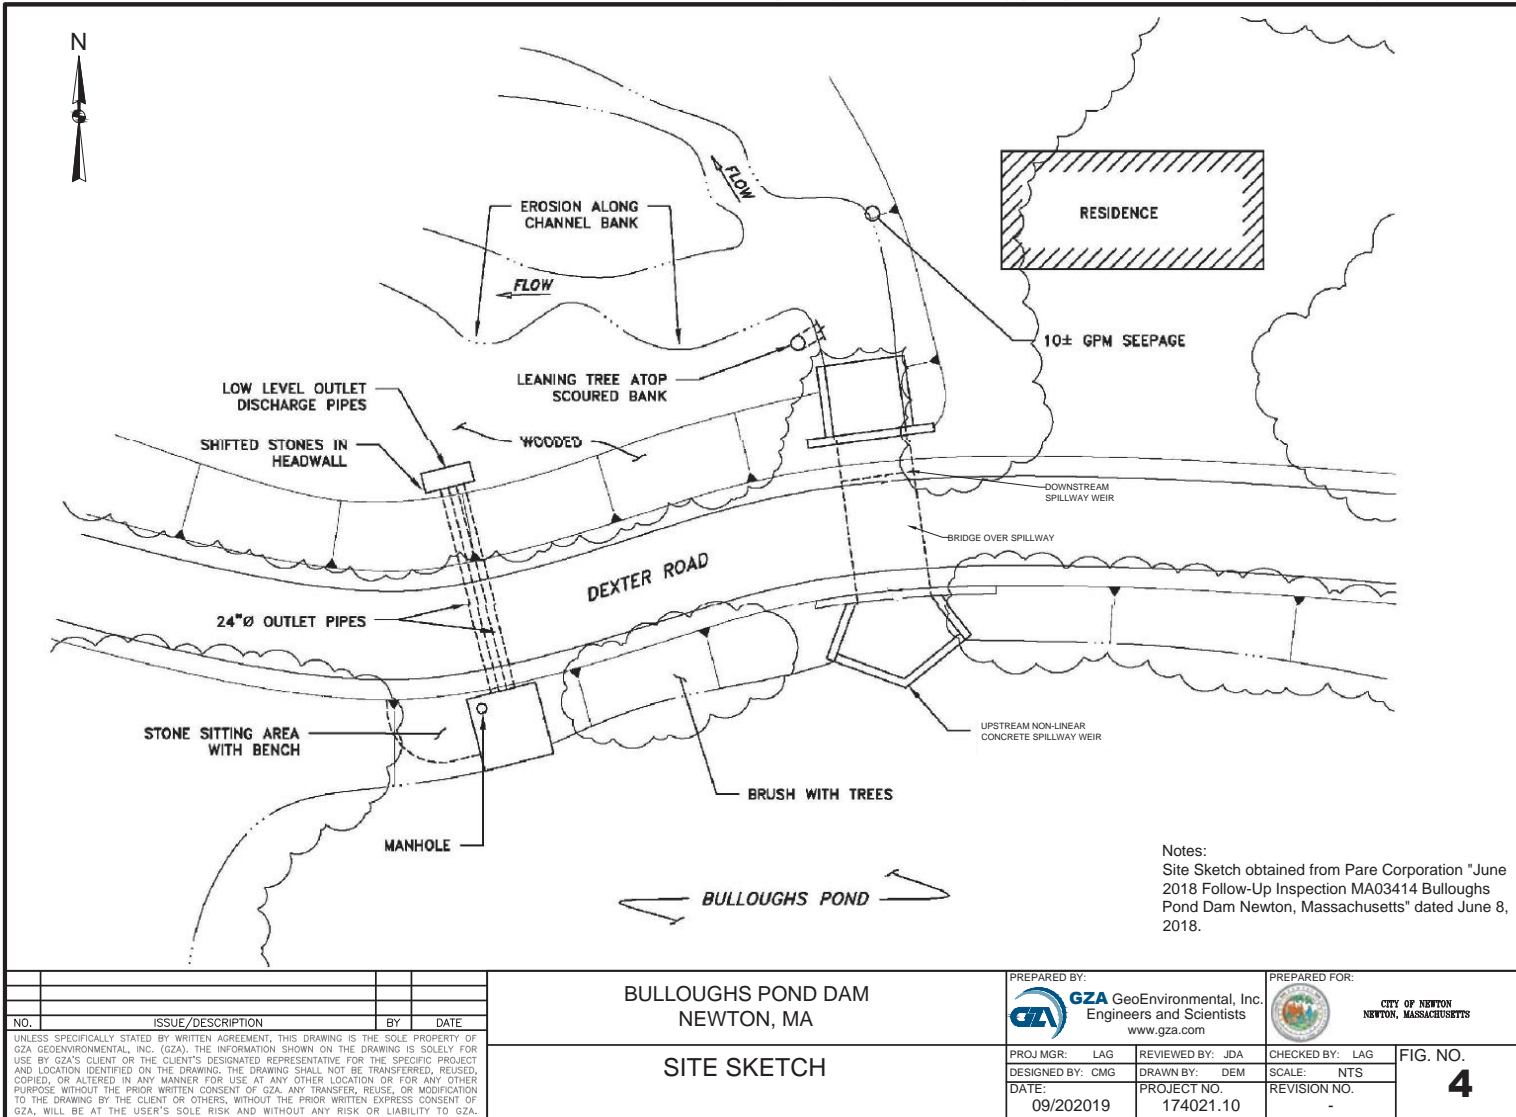 N
FLOW
EROSION ALONG
CHANNEL BANK
RESIDENCE
FLOW
10± GPM SEEPAGE
LEANING TREE ATOP
SCOURED BANK
LOW LEVEL OUTLET
DISCHARGE PIPES
WOODED
SHIFTED STONES IN
HEADWALL
DOWNSTREAM
SPILLWAY WEIR
BRIDGE OVER SPILLWAY
DEXTER ROAD
24"Ø OUTLET PIPES
STONE SITTING AREA
WITH BENCH
UPSTREAM NON-LINEAR
CONCRETE SPILLWAY WEIR
BRUSH WITH TREES
MANHOLE
BULLOUGHS POND
Notes:
Site Sketch obtained from Pare Corporation "June
2018 Follow-Up Inspection MA03414 Bulloughs
Pond Dam Newton, Massachusetts" dated June 8,
2018.
NO. ISSUE/DESCRIPTION BY DATE
UNLESS SPECIFICALLY STATED BY WRITTEN AGREEMENT, THIS DRAWING IS THE SOLE PROPERTY OF
GZA GEOENVIRONMENTAL, INC. (GZA). THE INFORMATION SHOWN ON THE DRAWING IS SOLELY FOR
USE BY GZA'S CLIENT OR THE CLIENT'S DESIGNATED REPRESENTATIVE FOR THE SPECIFIC PROJECT
AND LOCATION IDENTIFIED ON THE DRAWING. THE DRAWING SHALL NOT BE TRANSFERRED, REUSED,
COPIED, OR ALTERED IN ANY MANNER FOR USE AT ANY OTHER LOCATION OR FOR ANY OTHER
PURPOSE WITHOUT THE PRIOR WRITTEN CONSENT OF GZA. ANY TRANSFER, REUSE, OR MODIFICATION
TO THE DRAWING BY THE CLIENT OR OTHERS, WITHOUT THE PRIOR WRITTEN EXPRESS CONSENT OF
GZA, WILL BE AT THE USER'S SOLE RISK AND WITHOUT ANY RISK OR LIABILITY TO GZA.
BULLOUGHS POND DAM
NEWTON, MA
SITE SKETCH
PREPARED BY:
GZA
GZA GeoEnvironmental, Inc.
Engineers and Scientists
www.gza.com
PREPARED FOR:
CITY OF NEWTON
NEWTON, MASSACHUSETTS
PROJ MGR: LAG REVIEWED BY: JDA CHECKED BY: LAG
DESIGNED BY: CMG DRAWN BY: DEM SCALE: NTS
DATE: PROJECT NO. REVISION NO.
09/202019 174021.10 -
FIG. NO.
4